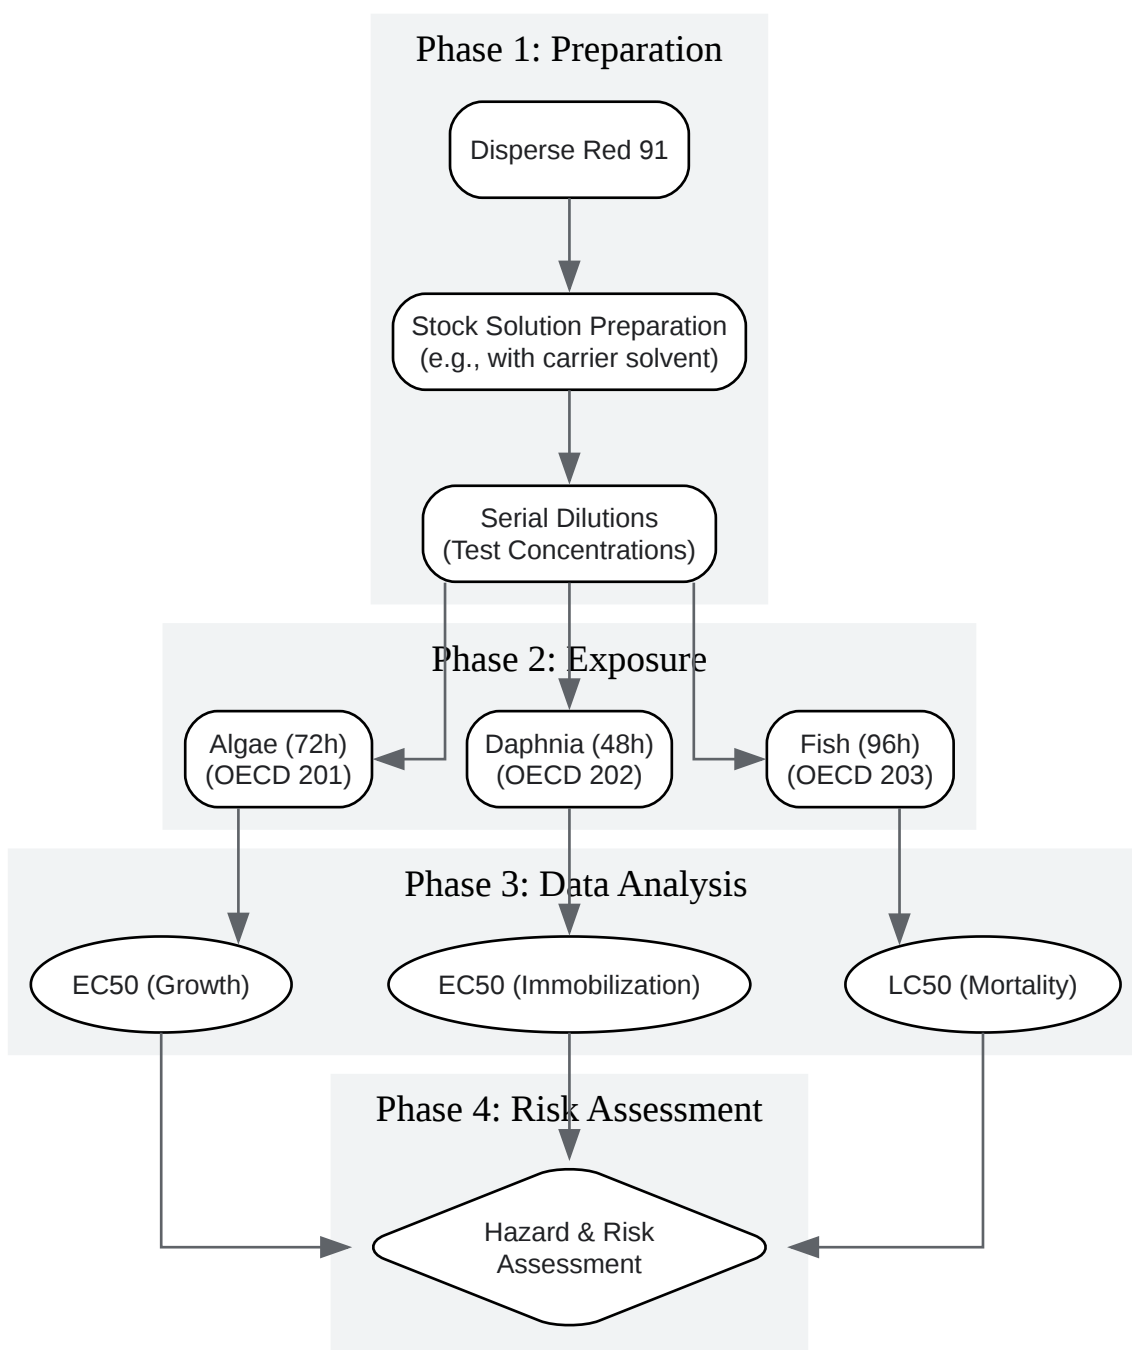 Phase 1: Preparation
Disperse Red 91
Stock Solution Preparation
(e.g., with carrier solvent)
Serial Dilutions
(Test Concentrations)
Phase 2: Exposure
Algae (72h)
(OECD 201)
Daphnia (48h)
(OECD 202)
Fish (96h)
(OECD 203)
Phase 3: Data Analysis
EC50 (Growth)
EC50 (Immobilization)
LC50 (Mortality)
Phase 4: Risk Assessment
Hazard & Risk
Assessment